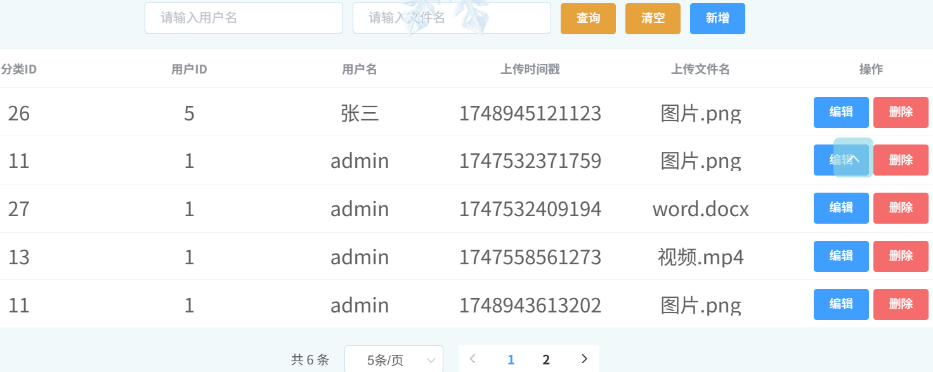 请输入用户名 请输入文件名 查询 清空 新增
分类ID 用户ID 用户名 上传时间戳 上传文件名 操作
26 5 张三 1748945121123 图片.png 编辑 删除
11 1 admin 1747532371759 图片.png 编辑 删除
27 1 admin 1747532409194 word.docx 编辑 删除
13 1 admin 1747558561273 视频.mp4 编辑 删除
11 1 admin 1748943613202 图片.png 编辑 删除
共 6 条 5条/页 1 2